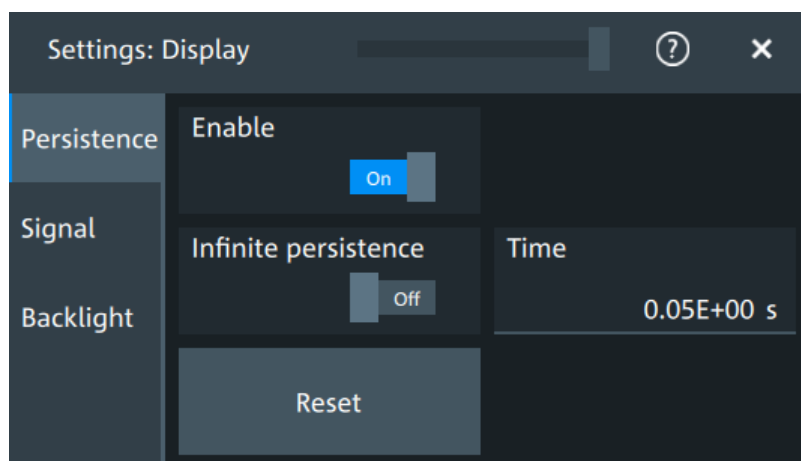 Settings: Display
?
×
Persistence
Enable
On
Signal
Infinite persistence
Time
Off
0.05E+00 s
Backlight
Reset